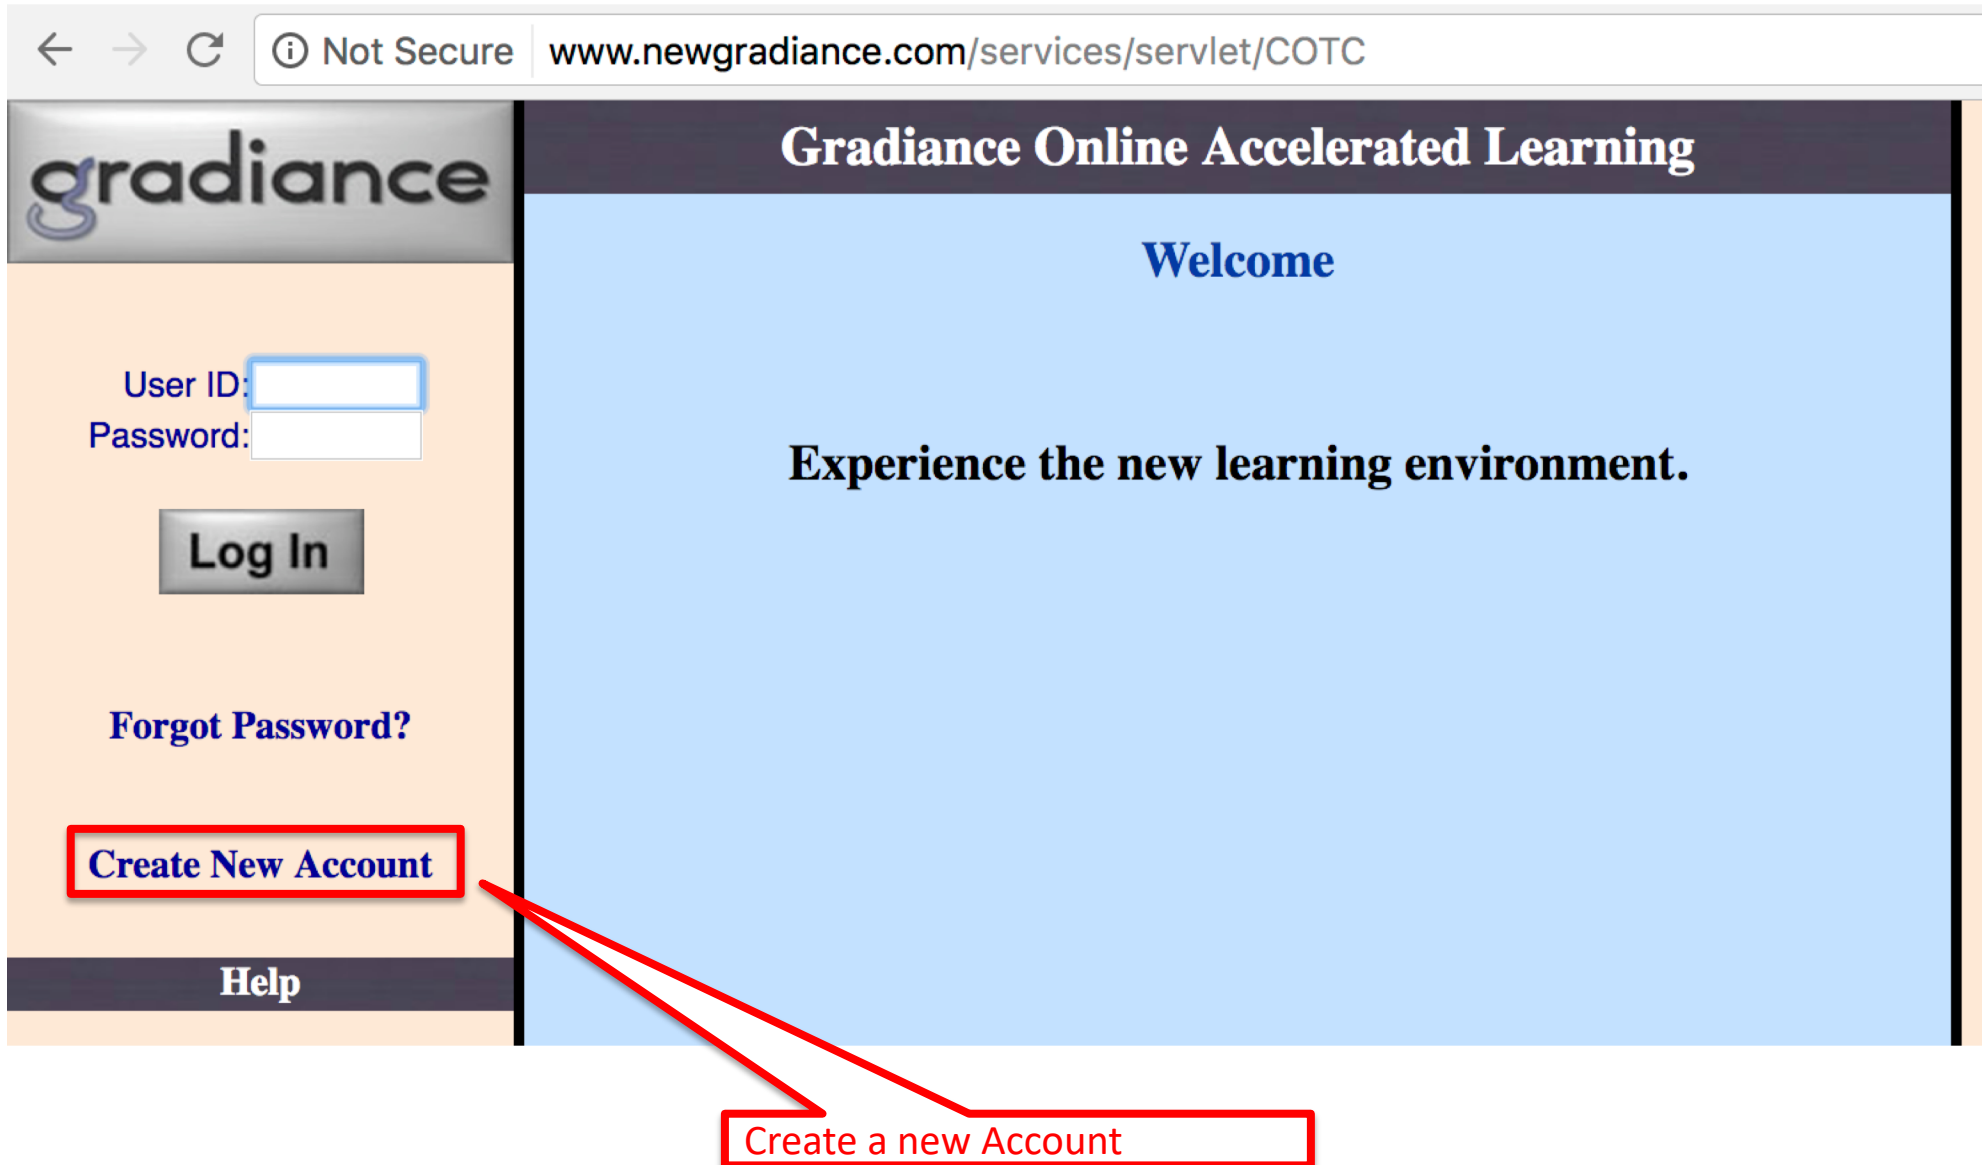 Not Secure www.newgradiance.com/services/servlet/COTC
gradiance
Gradiance Online Accelerated Learning
Welcome
User ID:
Password:
Experience the new learning environment.
Log In
Forgot Password?
Create New Account
Help
Create a new Account